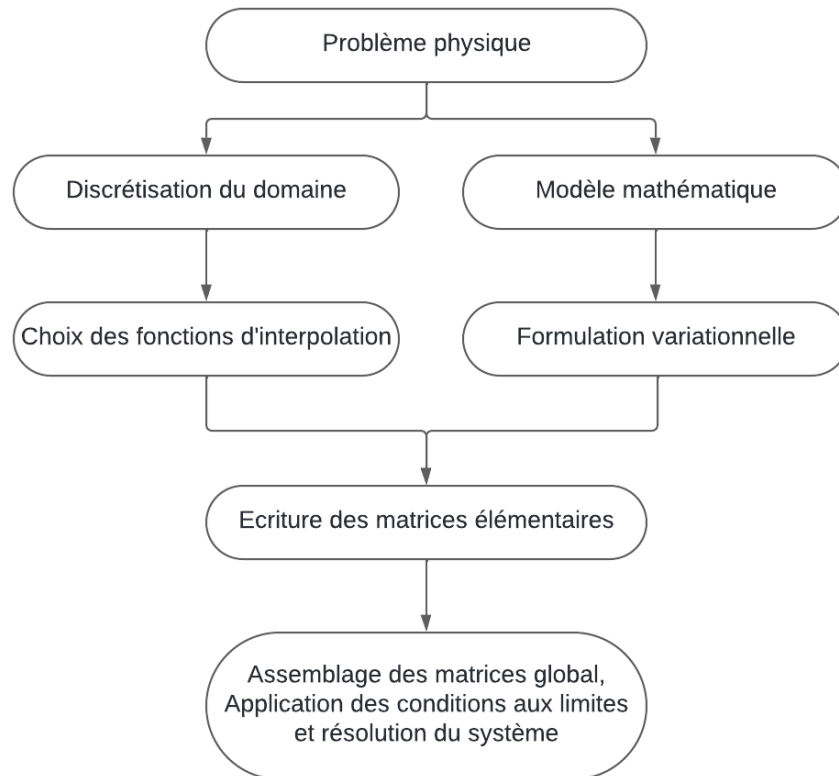 Problème physique
Discrétisation du domaine
Modèle mathématique
Choix des fonctions d'interpolation
Formulation variationnelle
Ecriture des matrices élémentaires
Assemblage des matrices global,
Application des conditions aux limites
et résolution du système